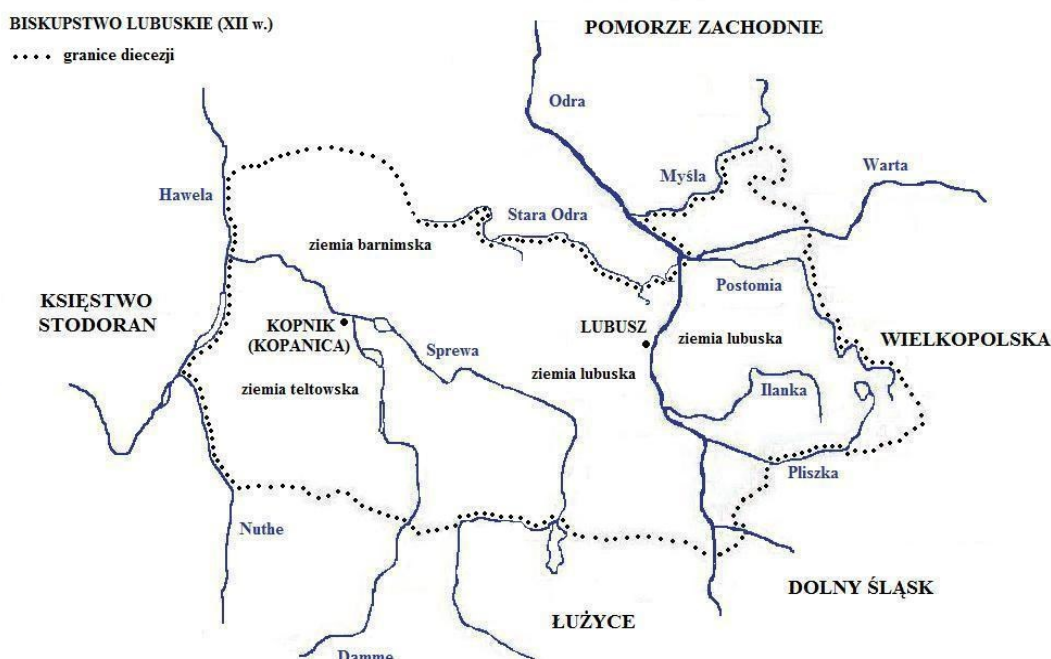 BISKUPSTWO LUBUSKIE (XII w.)
granice diecezji
POMORZE ZACHODNIE
Odra
Warta
Myśla
Hawela
Stara Odra
ziemia barnimska
Postomia
KSIĘSTWO
STODORAN
KOPNIK
(KOPANICA)
LUBUSZ
ziemia lubuska
WIELKOPOLSKA
Sprewa
ziemia lubuska
ziemia teltowska
Ilanka
Pliszka
Nuthe
DOLNY ŚLĄSK
ŁUŻYCE
Damme